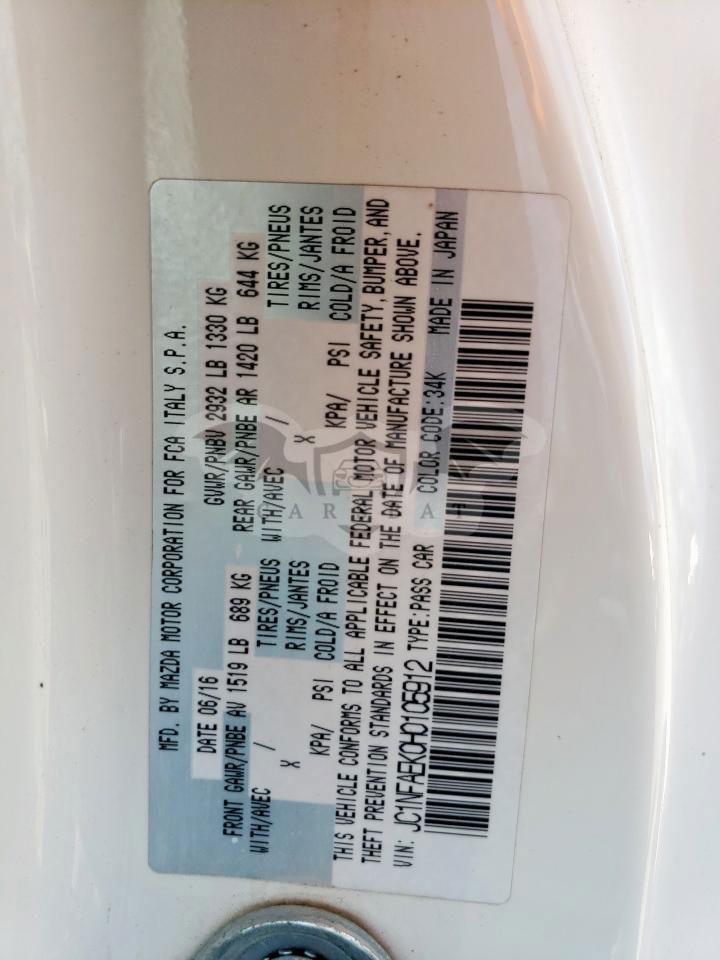 MFD. BY MAZDA MOTOR CORPORATION FOR FCA ITALY S.P.A.
DATE 06/16 GVWR/PNBV 2932 LB 1330 KG
FRONT GAWR/PNBE AV 1519 LB 689 KG REAR GAWR/PNBE AR 1420 LB 644 KG
WITH/AVEC / TIRES/PNEUS WITH/AVEC / TIRES/PNEUS
X RIMS/JANTES X RIMS/JANTES
KPA/ PSI COLD/A FROID KPA/ PSI COLD/A FROID
THIS VEHICLE CONFORMS TO ALL APPLICABLE FEDERAL MOTOR VEHICLE SAFETY, BUMPER, AND
THEFT PREVENTION STANDARDS IN EFFECT ON THE DATE OF MANUFACTURE SHOWN ABOVE.
VIN: JC1NFAEK0H0105912 TYPE: PASS CAR COLOR CODE: 34K MADE IN JAPAN